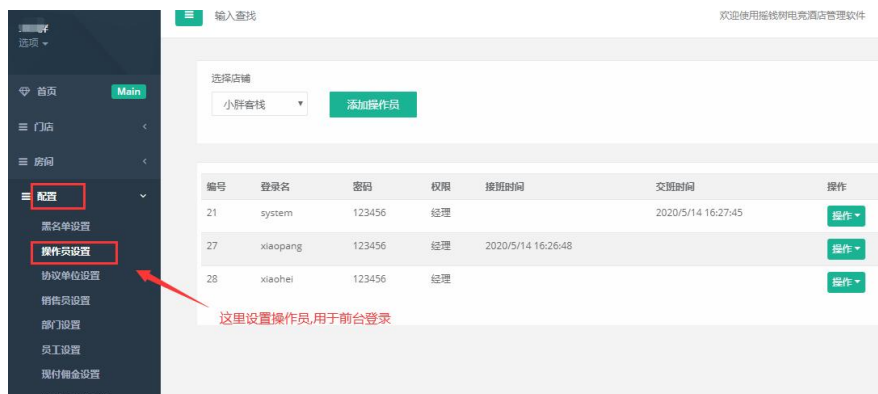 输入查找
欢迎使用摇钱树电竞酒店管理软件
选项
首页 Main
门店
房间
配置
黑名单设置
操作员设置
协议单位设置
销售员设置
部门设置
员工设置
现付佣金设置
选择店铺
小胖客栈 添加操作员
编号 登录名 密码 权限 接班时间 交班时间 操作
21 system 123456 经理 2020/5/14 16:27:45 操作
27 xiaopang 123456 经理 2020/5/14 16:26:48 操作
28 xiaohei 123456 经理 操作
这里设置操作员,用于前台登录